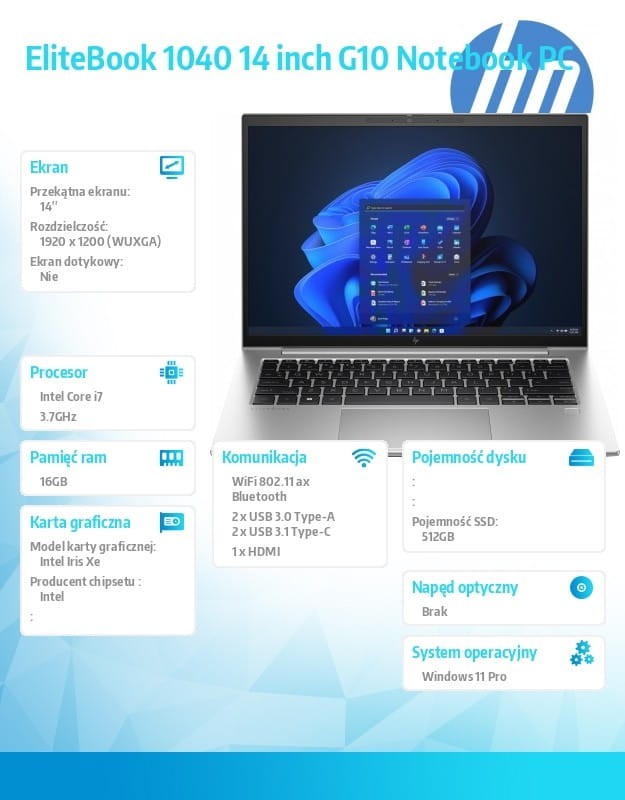 EliteBook 1040 14 inch G10 Notebook PC
hp
Ekran
Przekątna ekranu:
14"
Rozdzielczość:
1920 x 1200 (WUXGA)
Ekran dotykowy:
Nie
Procesor
Intel Core i7
3.7GHz
Pamięć ram
16GB
Karta graficzna
Model karty graficznej:
Intel Iris Xe
Producent chipsetu :
Intel
:
Komunikacja
WiFi 802.11 ax
Bluetooth
2 x USB 3.0 Type-A
2 x USB 3.1 Type-C
1 x HDMI
Pojemność dysku
:
:
Pojemność SSD:
512GB
Napęd optyczny
Brak
System operacyjny
Windows 11 Pro